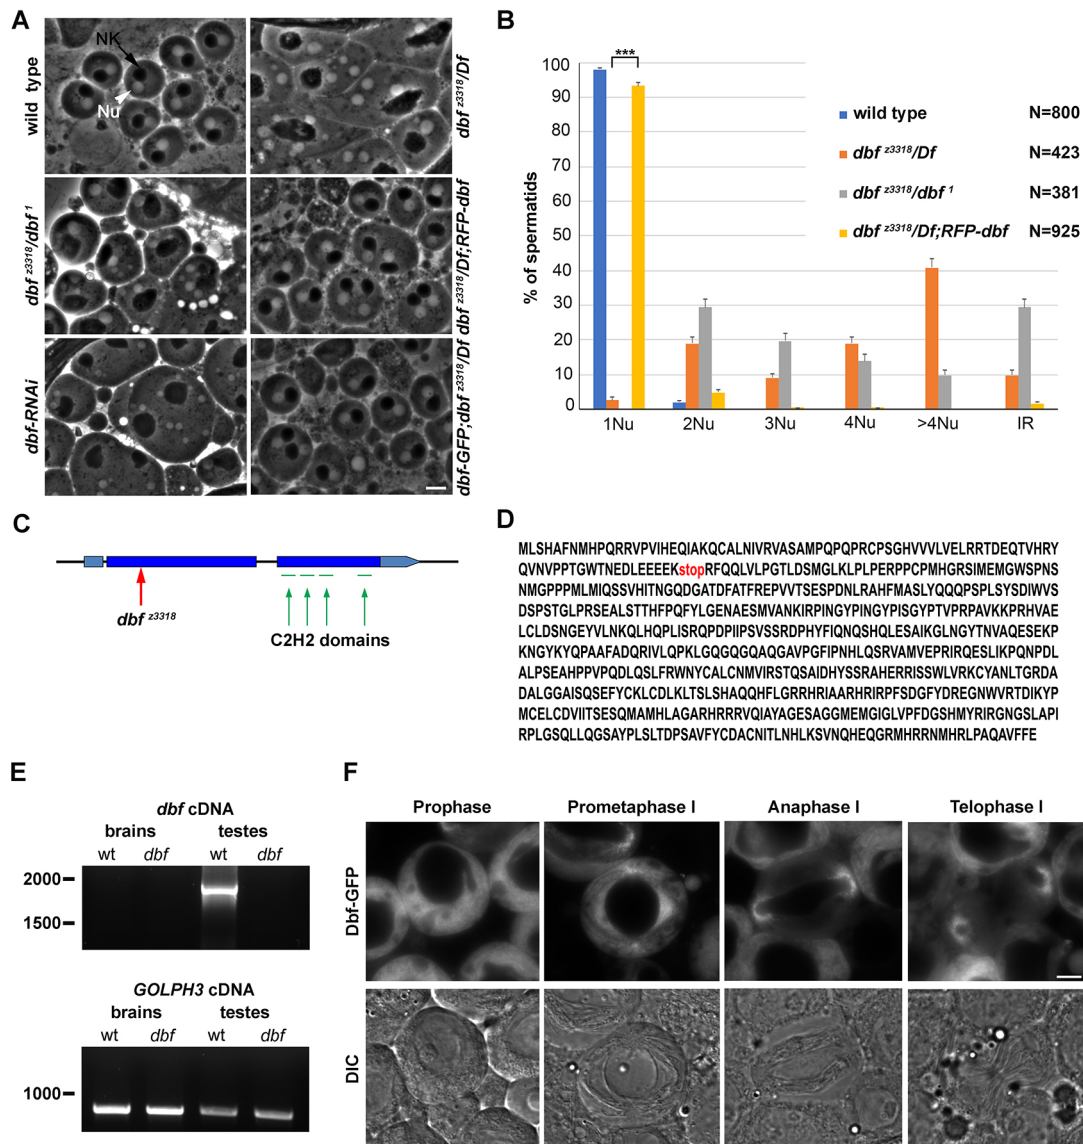 A
wild type
NK
Nu
dbf z3318/Df
dbf z3318/dbf 1
dbf z3318/Df;RFP-dbf
dbf-RNAi
dbf-GFP;dbf z3318/Df
B
% of spermatids
100
90
80
70
60
50
40
30
20
10
0
***
1Nu 2Nu 3Nu 4Nu >4Nu IR
wild type N=800
dbf z3318/Df N=423
dbf z3318/dbf 1 N=381
dbf z3318/Df;RFP-dbf N=925
C
dbf z3318
C2H2 domains
D
MLSHAFNMHPQRRVPVIHEQIAKQCALNIVRVASAMPQPQPRCPSGHVVVLVELRRTDEQTVHRY
QVNVPPTGWTNEDLEEEEKstopRFQQLVLPGTLDSMGLKLPLPERPPCPMHGRSIMEMGWSPNS
NMGPPPMLMIQSSVHITNGQDGATDFATFREPVVTSESPDNLRAHFMASLYQQQPSPLSYSDIWVS
DSPSTGLPRSEALSTTHFPQFYLGENAESMVANKIRPINGYPINGYPISGYPTVPRPAVKKPRHVAE
LCLDSNGEYVLNKQLHQPLISRQPDPIIPSVSSRDPHYFIQNQSHQLESAIKGLNGYTNVAQESEKP
KNGYKYQPAAFADQRIVLQPKLGQGQGQAQGAVPGFIPNHLQSRVAMVEPRIRQESLIKPQNPDL
ALPSEAHPPVPQDLQSLFRWNYCALCNMVIRSTQSAIDHYSSRAHERRISSWLVRKCYANLTGRDA
DALGGAISQSEFYCKLCDLKLTSLSHAQQHFLGRRHRIAARHRIRPFSDGFYDREGNWVRTDIKYP
MCELCDVIITSESQMAMHLAGARHRRRVQIAYAGESAGGMEMGIGLVPFDGSHMYRIRGNGSLAPI
RPLGSQLLQGSAYPLSLTDPSAVFYCDACNITLNHLKSVNQHEQGRMHRRNMHRLPAQAVFFE
E
dbf cDNA
brains testes
wt dbf wt dbf
2000
1500
GOLPH3 cDNA
brains testes
wt dbf wt dbf
1000
F
Prophase Prometaphase I Anaphase I Telophase I
Dbf-GFP
DIC